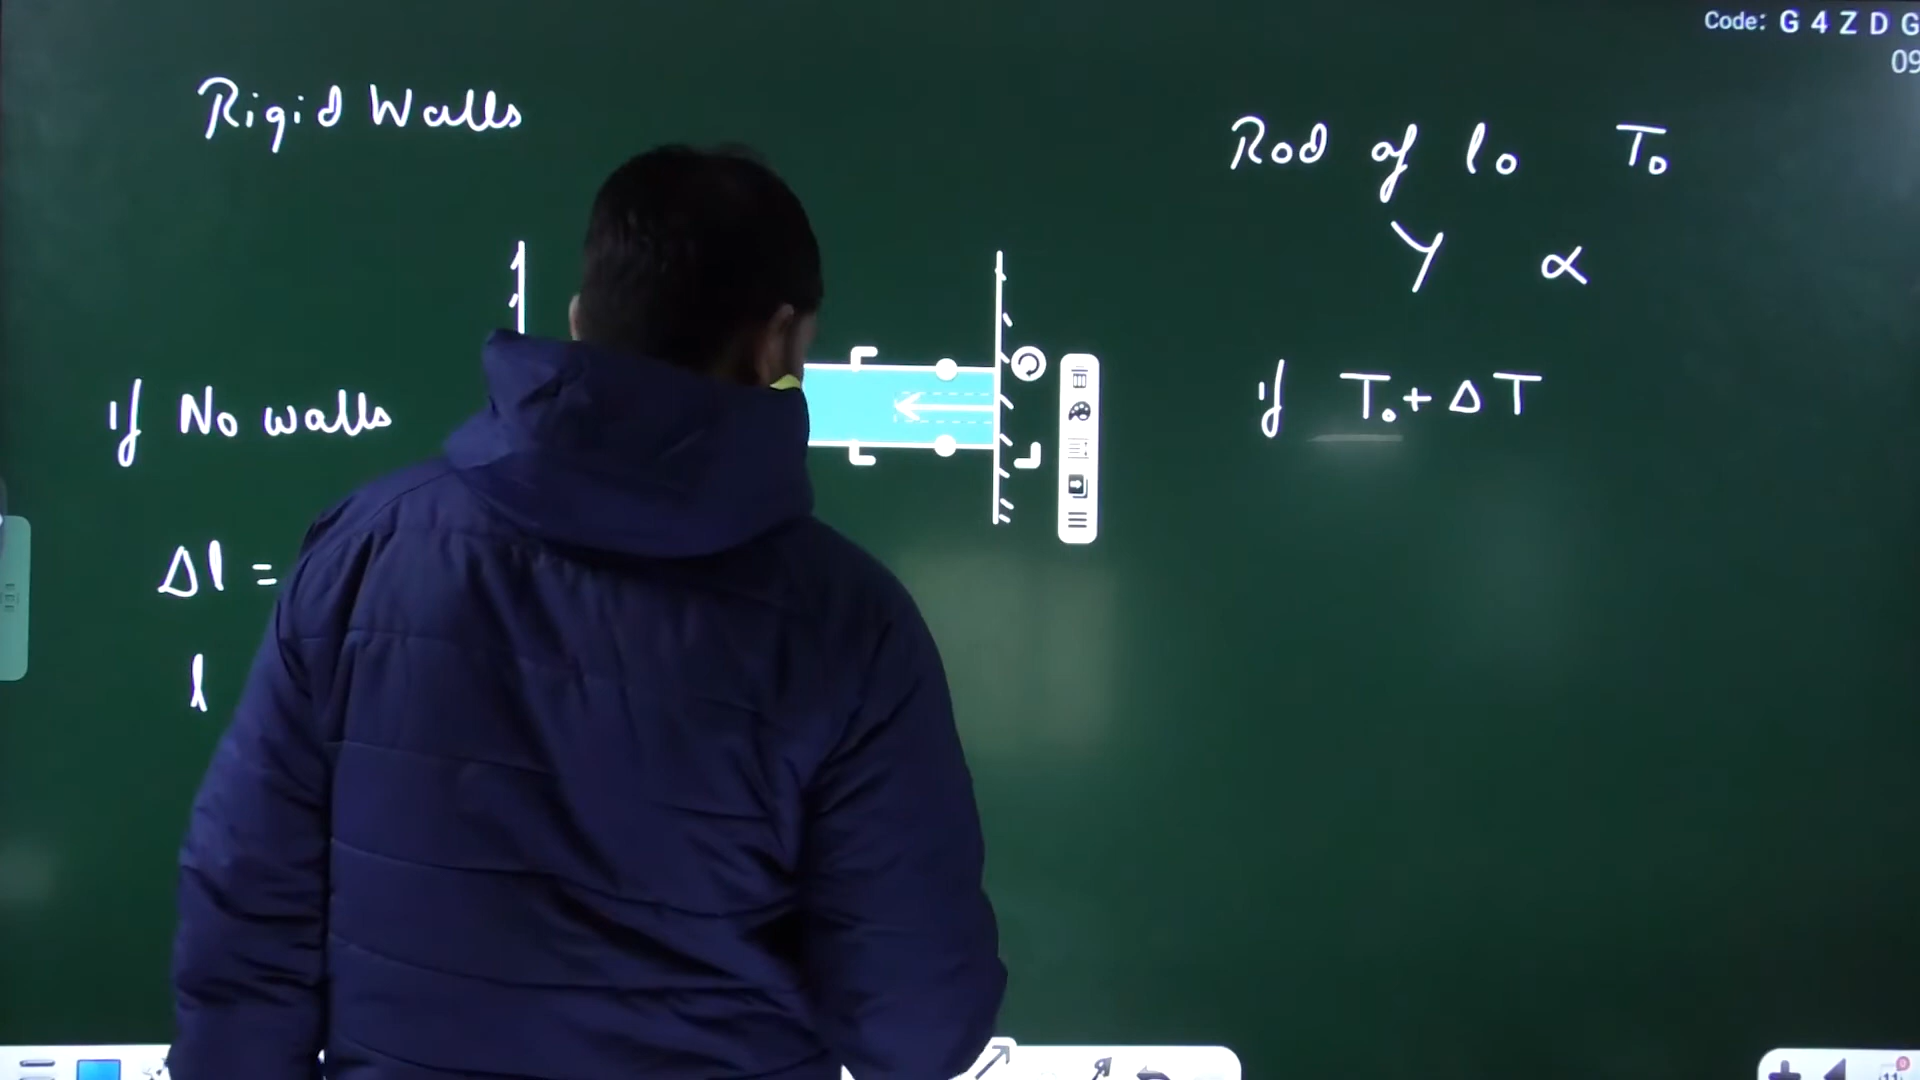 Code: G 4 Z D G
09
Rigid Walls
Rod of l₀ T₀
Y α
if No walls
if T₀ + ΔT
Δl =
l